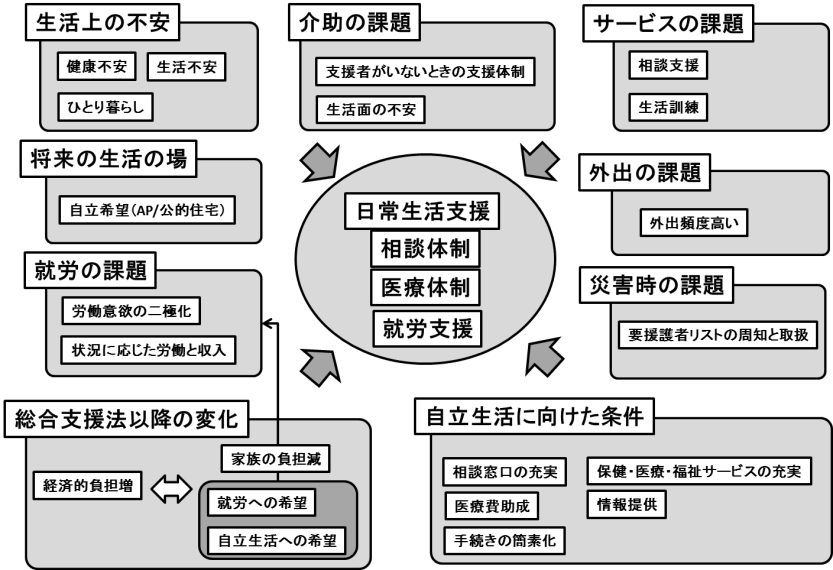 生活上の不安
健康不安
生活不安
ひとり暮らし
介助の課題
支援者がいないときの支援体制
生活面の不安
サービスの課題
相談支援
生活訓練
将来の生活の場
自立希望(AP/公的住宅)
外出の課題
外出頻度高い
日常生活支援
相談体制
医療体制
就労支援
就労の課題
労働意欲の二極化
状況に応じた労働と収入
災害時の課題
要援護者リストの周知と取扱
総合支援法以降の変化
家族の負担減
経済的負担増
就労への希望
自立生活への希望
自立生活に向けた条件
相談窓口の充実
保健・医療・福祉サービスの充実
医療費助成
情報提供
手続きの簡素化